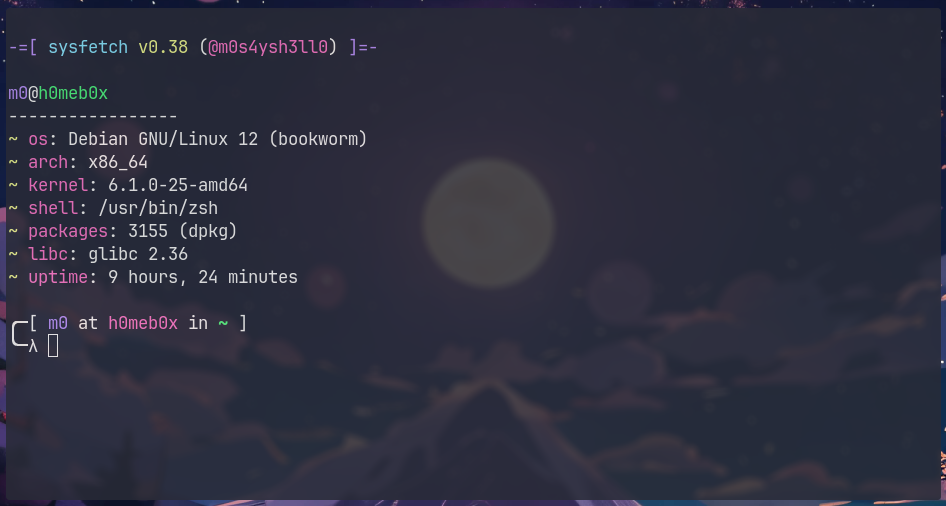 -=[ sysfetch v0.38 (@m0s4ysh3ll0) ]=-
m0@h0meb0x
-----------------
~ os: Debian GNU/Linux 12 (bookworm)
~ arch: x86_64
~ kernel: 6.1.0-25-amd64
~ shell: /usr/bin/zsh
~ packages: 3155 (dpkg)
~ libc: glibc 2.36
~ uptime: 9 hours, 24 minutes
╭─[ m0 at h0meb0x in ~ ]
╰─λ